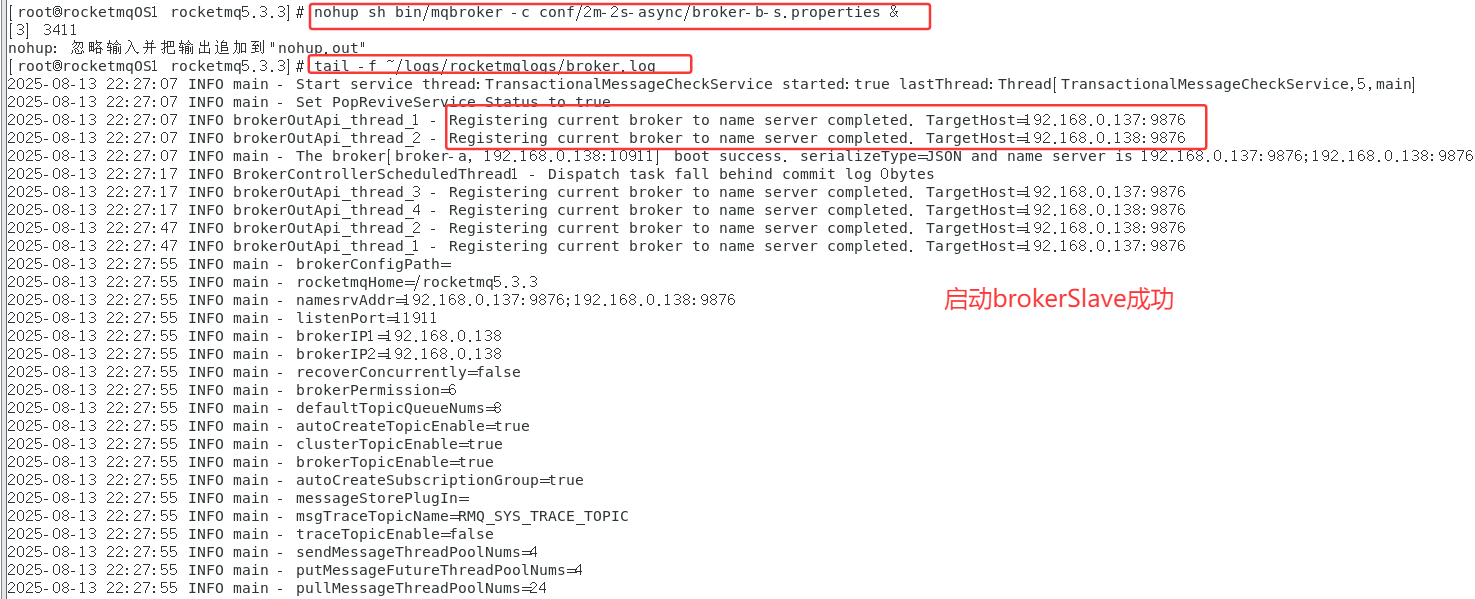 [root@rocketmqOS1 rocketmq5.3.3]# nohup sh bin/mqbroker -c conf/2m-2s-async/broker-b-s.properties &
[3] 3411
nohup: 忽略输入并把输出追加到"nohup.out"
[root@rocketmqOS1 rocketmq5.3.3]# tail -f ~/logs/rocketmqlogs/broker.log
2025-08-13 22:27:07 INFO main - Start service thread:TransactionalMessageCheckService started:true lastThread:Thread[TransactionalMessageCheckService,5,main]
2025-08-13 22:27:07 INFO main - Set PopReviveService Status to true
2025-08-13 22:27:07 INFO brokerOutApi_thread_1 - Registering current broker to name server completed. TargetHost=192.168.0.137:9876
2025-08-13 22:27:07 INFO brokerOutApi_thread_2 - Registering current broker to name server completed. TargetHost=192.168.0.138:9876
2025-08-13 22:27:07 INFO main - The broker[broker-a, 192.168.0.138:10911] boot success. serializeType=JSON and name server is 192.168.0.137:9876;192.168.0.138:9876
2025-08-13 22:27:17 INFO BrokerControllerScheduledThread1 - Dispatch task fall behind commit log 0bytes
2025-08-13 22:27:17 INFO brokerOutApi_thread_3 - Registering current broker to name server completed. TargetHost=192.168.0.137:9876
2025-08-13 22:27:17 INFO brokerOutApi_thread_4 - Registering current broker to name server completed. TargetHost=192.168.0.138:9876
2025-08-13 22:27:47 INFO brokerOutApi_thread_2 - Registering current broker to name server completed. TargetHost=192.168.0.138:9876
2025-08-13 22:27:47 INFO brokerOutApi_thread_1 - Registering current broker to name server completed. TargetHost=192.168.0.137:9876
2025-08-13 22:27:55 INFO main - brokerConfigPath=
2025-08-13 22:27:55 INFO main - rocketmqHome=/rocketmq5.3.3
2025-08-13 22:27:55 INFO main - namesrvAddr=192.168.0.137:9876;192.168.0.138:9876
启动brokerSlave成功
2025-08-13 22:27:55 INFO main - listenPort=11911
2025-08-13 22:27:55 INFO main - brokerIP1=192.168.0.138
2025-08-13 22:27:55 INFO main - brokerIP2=192.168.0.138
2025-08-13 22:27:55 INFO main - recoverConcurrently=false
2025-08-13 22:27:55 INFO main - brokerPermission=6
2025-08-13 22:27:55 INFO main - defaultTopicQueueNums=8
2025-08-13 22:27:55 INFO main - autoCreateTopicEnable=true
2025-08-13 22:27:55 INFO main - clusterTopicEnable=true
2025-08-13 22:27:55 INFO main - brokerTopicEnable=true
2025-08-13 22:27:55 INFO main - autoCreateSubscriptionGroup=true
2025-08-13 22:27:55 INFO main - messageStorePlugIn=
2025-08-13 22:27:55 INFO main - msgTraceTopicName=RMQ_SYS_TRACE_TOPIC
2025-08-13 22:27:55 INFO main - traceTopicEnable=false
2025-08-13 22:27:55 INFO main - sendMessageThreadPoolNums=4
2025-08-13 22:27:55 INFO main - putMessageFutureThreadPoolNums=4
2025-08-13 22:27:55 INFO main - pullMessageThreadPoolNums=24